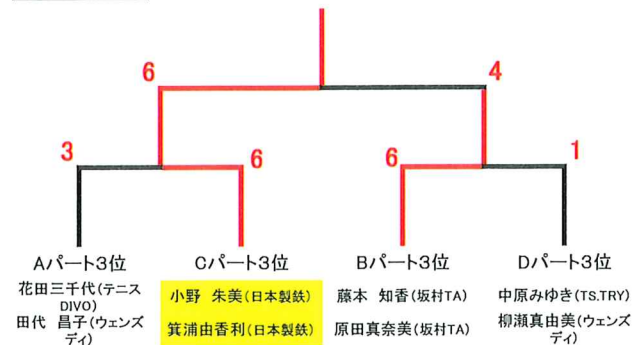 6
4
3
6
6
1
Aパート3位
Cパート3位
Bパート3位
Dパート3位
花田三千代(テニス
DIVO)
田代 昌子(ウェンズ
ディ)
小野 朱美(日本製鉄)
箕浦由香利(日本製鉄)
藤本 知香(坂村TA)
原田真奈美(坂村TA)
中原みゆき(TS.TRY)
柳瀬真由美(ウェンズ
ディ)